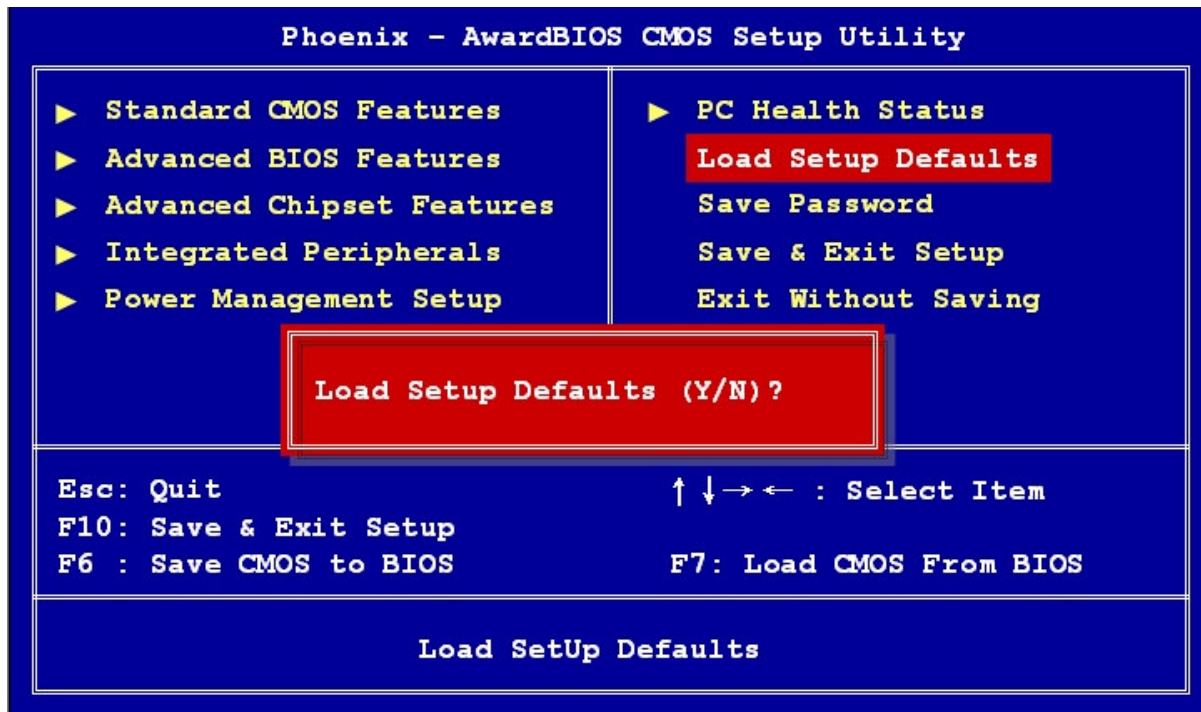 Phoenix - AwardBIOS CMOS Setup Utility
▶ Standard CMOS Features
▶ Advanced BIOS Features
▶ Advanced Chipset Features
▶ Integrated Peripherals
▶ Power Management Setup
▶ PC Health Status
Load Setup Defaults
Save Password
Save & Exit Setup
Exit Without Saving
Load Setup Defaults (Y/N)?
Esc: Quit
F10: Save & Exit Setup
F6 : Save CMOS to BIOS
↑ ↓ → ← : Select Item
F7: Load CMOS From BIOS
Load SetUp Defaults